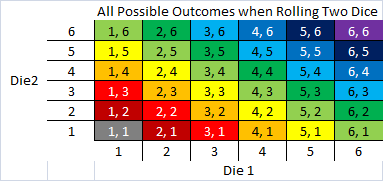 All Possible Outcomes when Rolling Two Dice
6 1, 6 2, 6 3, 6 4, 6 5, 6 6, 6
5 1, 5 2, 5 3, 5 4, 5 5, 5 6, 5
4 1, 4 2, 4 3, 4 4, 4 5, 4 6, 4
Die2 3 1, 3 2, 3 3, 3 4, 3 5, 3 6, 3
2 1, 2 2, 2 3, 2 4, 2 5, 2 6, 2
1 1, 1 2, 1 3, 1 4, 1 5, 1 6, 1
1 2 3 4 5 6
Die 1